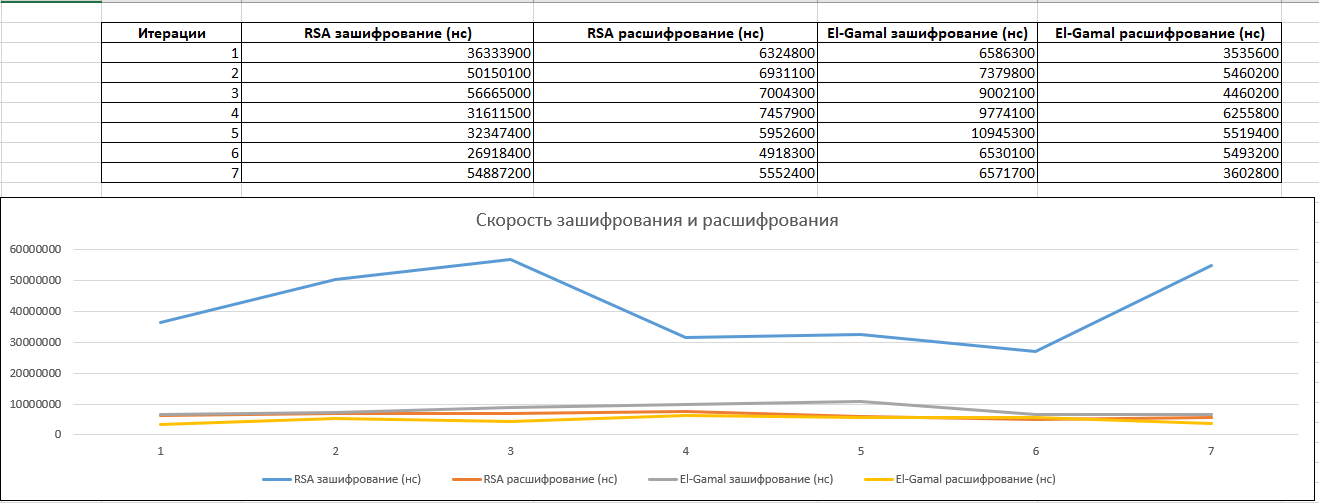 Итерации RSA зашифрование (нс) RSA расшифрование (нс) El-Gamal зашифрование (нс) El-Gamal расшифрование (нс)
1 36333900 6324800 6586300 3535600
2 50150100 6931100 7379800 5460200
3 56665000 7004300 9002100 4460200
4 31611500 7457900 9774100 6255800
5 32347400 5952600 10945300 5519400
6 26918400 4918300 6530100 5493200
7 54887200 5552400 6571700 3602800
Скорость зашифрования и расшифрования
60000000
50000000
40000000
30000000
20000000
10000000
0
1 2 3 4 5 6 7
RSA зашифрование (нс) RSA расшифрование (нс) El-Gamal зашифрование (нс) El-Gamal расшифрование (нс)